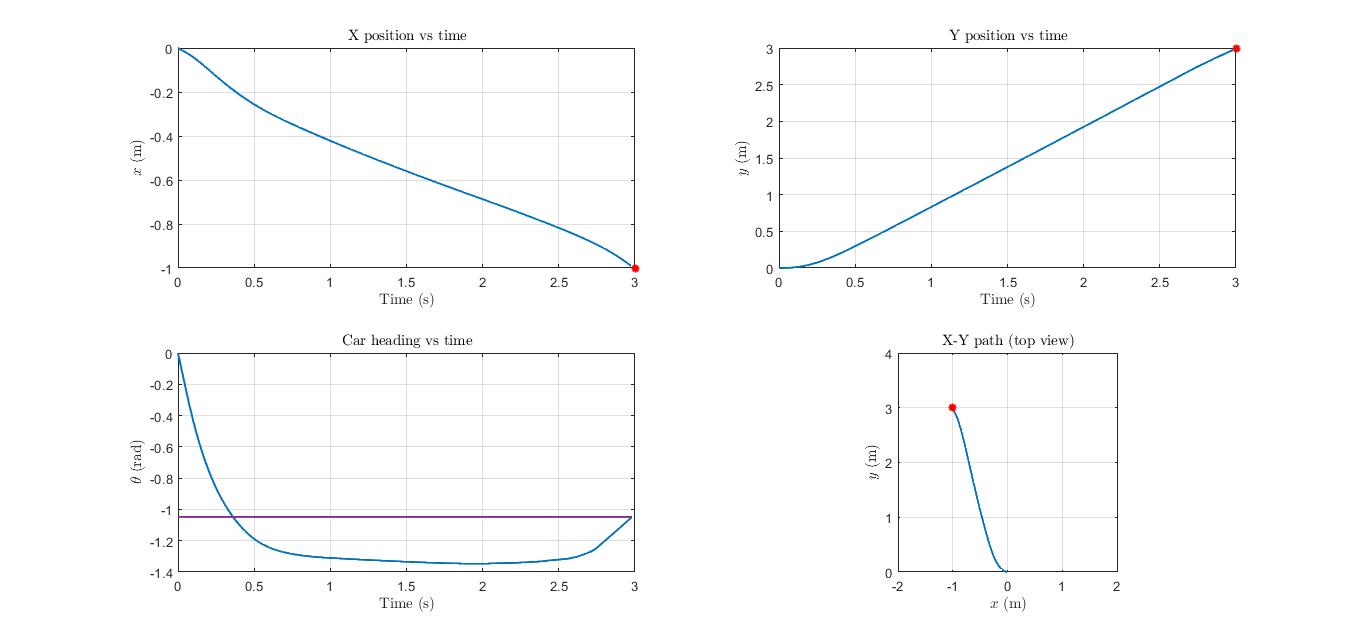 X position vs time
0
-0.2
-0.4
-0.6
-0.8
-1
x (m)
0 0.5 1 1.5 2 2.5 3
Time (s)
Y position vs time
3
2.5
2
1.5
1
0.5
0
y (m)
0 0.5 1 1.5 2 2.5 3
Time (s)
Car heading vs time
0
-0.2
-0.4
-0.6
-0.8
-1
-1.2
-1.4
θ (rad)
0 0.5 1 1.5 2 2.5 3
Time (s)
X-Y path (top view)
4
3
2
1
0
y (m)
-2 -1 0 1 2
x (m)